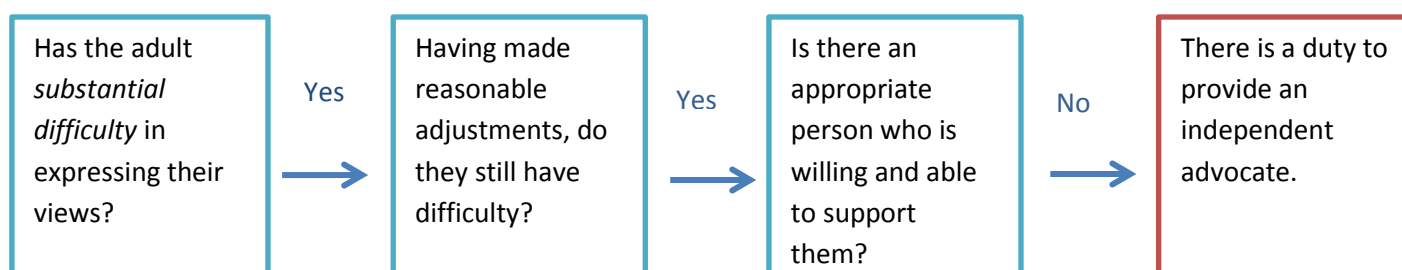 Has the adult
substantial
difficulty in
expressing their
views?
Yes
Having made
reasonable
adjustments, do
they still have
difficulty?
Yes
Is there an
appropriate
person who is
willing and able
to support
them?
No
There is a duty to
provide an
independent
advocate.